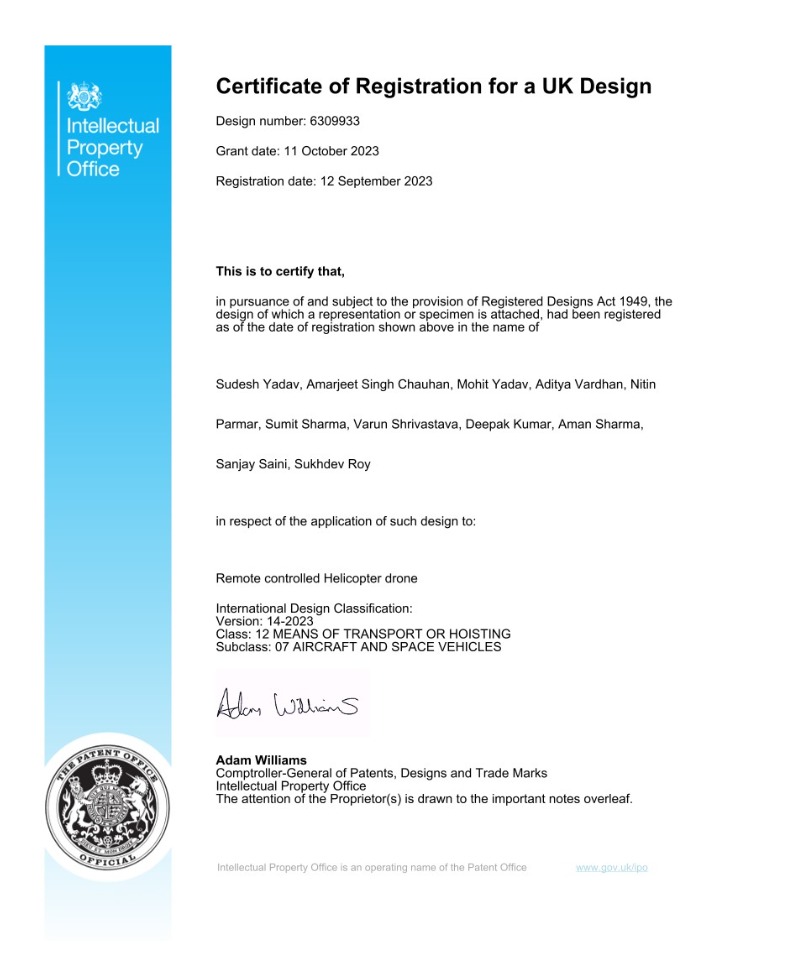 Intellectual
Property
Office
Certificate of Registration for a UK Design
Design number: 6309933
Grant date: 11 October 2023
Registration date: 12 September 2023
This is to certify that,
in pursuance of and subject to the provision of Registered Designs Act 1949, the
design of which a representation or specimen is attached, had been registered
as of the date of registration shown above in the name of
Sudesh Yadav, Amarjeet Singh Chauhan, Mohit Yadav, Aditya Vardhan, Nitin
Parmar, Sumit Sharma, Varun Shrivastava, Deepak Kumar, Aman Sharma,
Sanjay Saini, Sukhdev Roy
in respect of the application of such design to:
Remote controlled Helicopter drone
International Design Classification:
Version: 14-2023
Class: 12 MEANS OF TRANSPORT OR HOISTING
Subclass: 07 AIRCRAFT AND SPACE VEHICLES
Adam Williams
Adam Williams
Comptroller-General of Patents, Designs and Trade Marks
Intellectual Property Office
The attention of the Proprietor(s) is drawn to the important notes overleaf.
THE PATENT OFFICE
OFFICIAL
Intellectual Property Office is an operating name of the Patent Office www.gov.uk/ipo